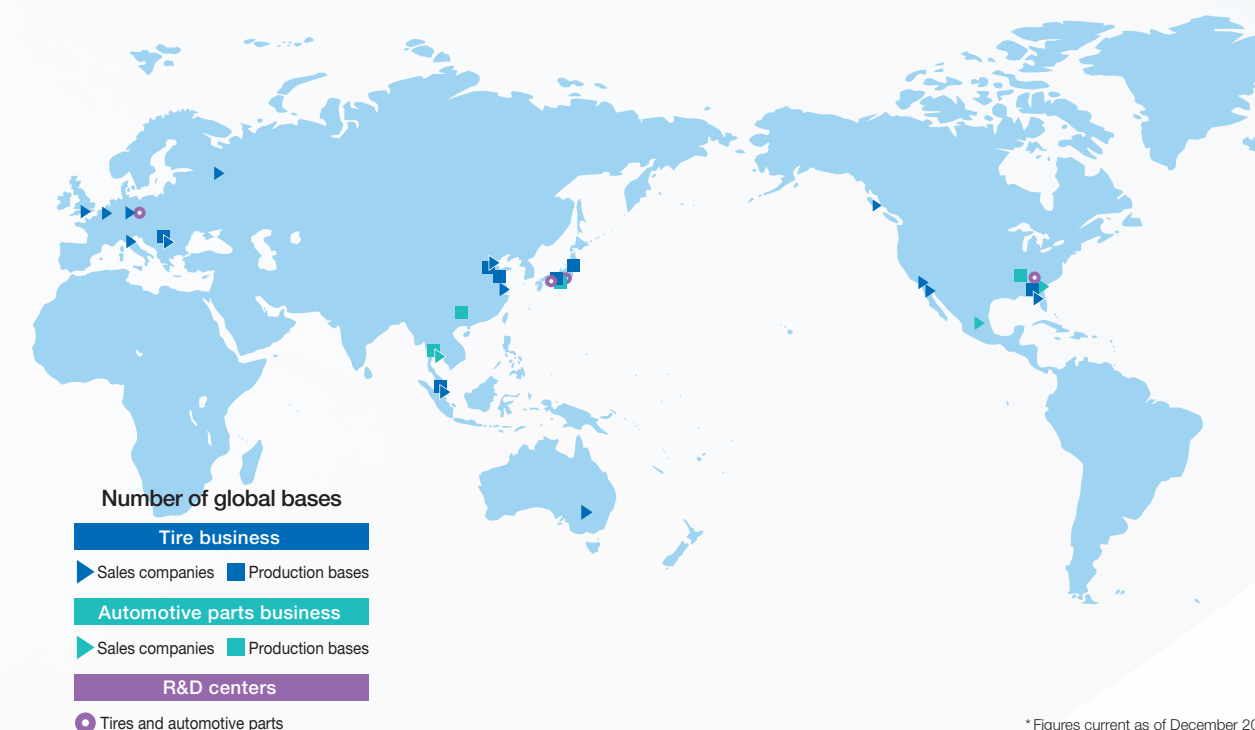 Number of global bases
Tire business
Sales companies Production bases
Automotive parts business
Sales companies Production bases
R&D centers
Tires and automotive parts
* Figures current as of December